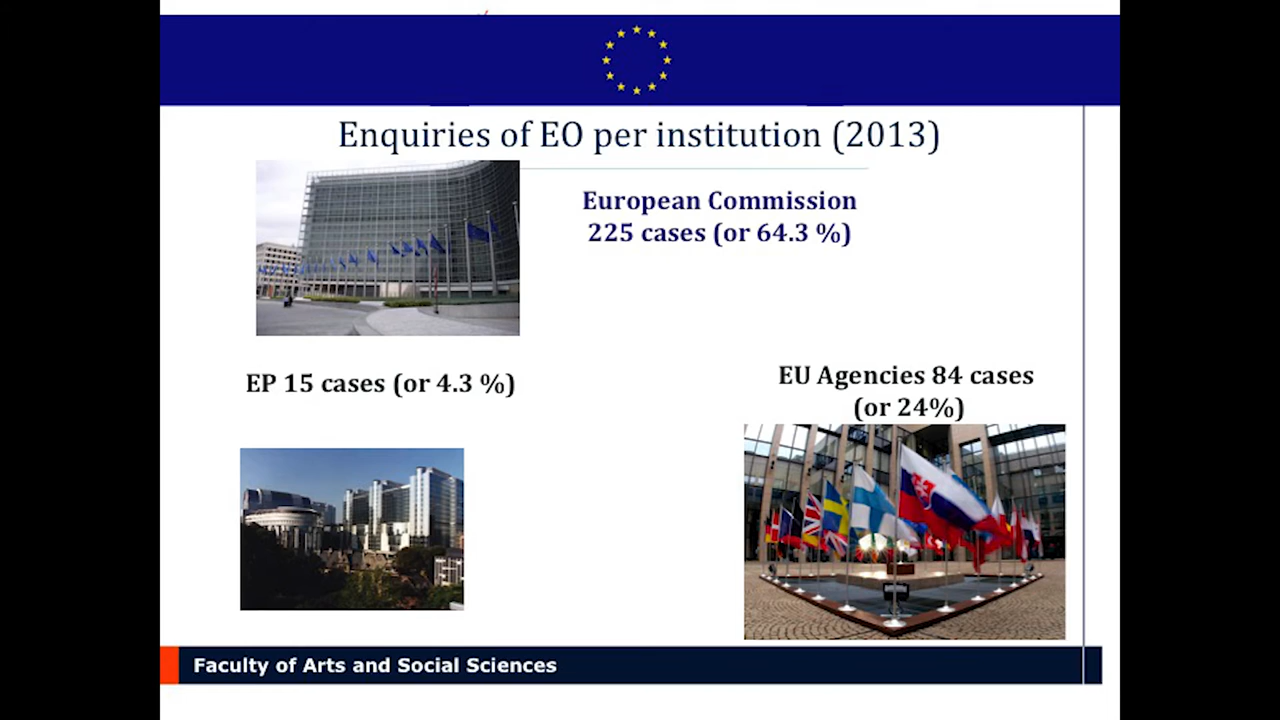 Enquiries of EO per institution (2013)
European Commission
225 cases (or 64.3 %)
EP 15 cases (or 4.3 %)
EU Agencies 84 cases
(or 24%)
Faculty of Arts and Social Sciences